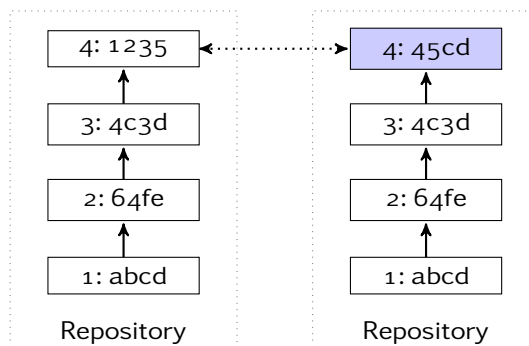 4: 1235
3: 4c3d
2: 64fe
1: abcd
Repository
4: 45cd
3: 4c3d
2: 64fe
1: abcd
Repository